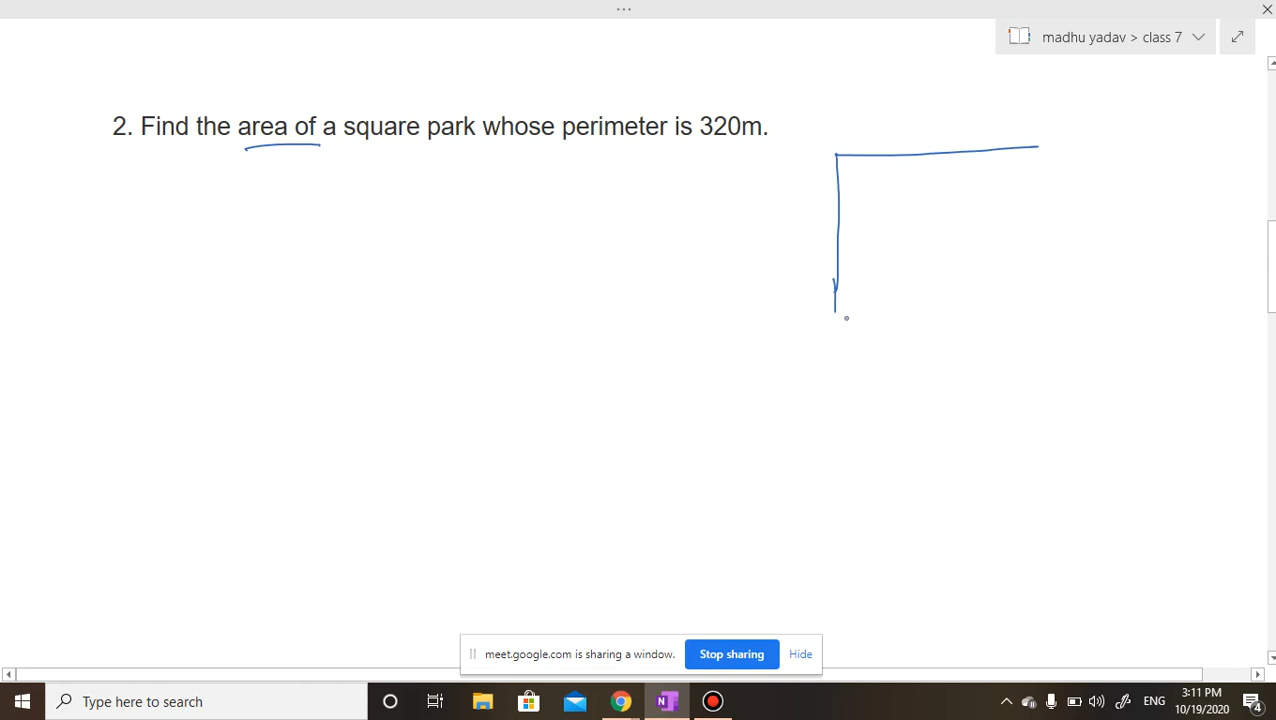 madhu yadav > class 7
2. Find the area of a square park whose perimeter is 320m.
meet.google.com is sharing a window.
Stop sharing
Hide
Type here to search
N
ENG
3:11 PM
10/19/2020
4